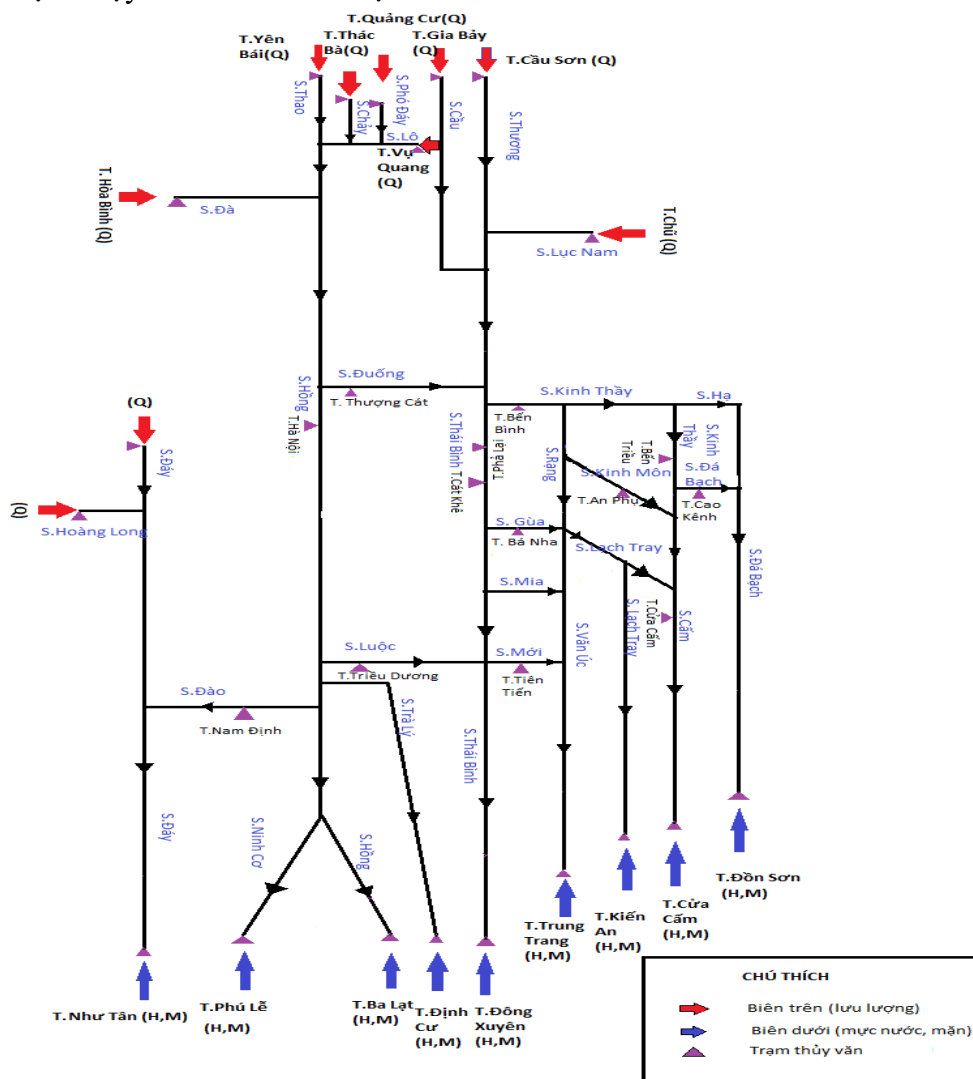 T.Quảng Cư(Q)
T.Yên
Bái(Q)
T.Thác
Bà(Q)
T.Gia Bảy
(Q)
T.Cầu Sơn (Q)
S.Thao
S.Chảy
S.Phó Đáy
S.Cầu
S.Thương
S.Lô
T.Vụ
Quang
(Q)
T. Hòa Bình (Q)
S.Đà
T.Chũ (Q)
S.Lục Nam
S.Đuống
T. Thượng Cát
S.Hồng
T.Hà Nội
(Q)
S.Đáy
(Q)
S.Hoàng Long
S.Kinh Thầy
S.Hạ
T.Bến
Bình
S.Thái Bình
T.Phả Lại
T.Cát Khê
S.Rạng
T.Bến
Triều
Thầy
S.Kinh
S.Kinh Môn
T.An Phụ
S.Đá
Bạch
T.Cao
Kênh
S. Gùa
T. Bá Nha
S.Lạch Tray
S.Đá Bạch
S.Mia
S.Lạch Tray
T.Cửa Cấm
S.Cấm
S.Luộc
T.Triều Dương
S.Mới
T.Tiên
Tiến
S.Văn Úc
S.Đào
T.Nam Định
S.Trà Lý
S.Thái Bình
S.Đáy
S.Ninh Cơ
S.Hồng
T.Đồn Sơn
(H,M)
T.Cửa
Cấm
(H,M)
T.Kiến
An
(H,M)
T.Trung
Trang
(H,M)
T. Như Tân (H,M)
T.Phú Lễ
(H,M)
T.Ba Lạt
(H,M)
T.Định
Cư
(H,M)
T.Đông
Xuyên
(H,M)
CHÚ THÍCH
Biên trên (lưu lượng)
Biên dưới (mực nước, mặn)
Trạm thủy văn